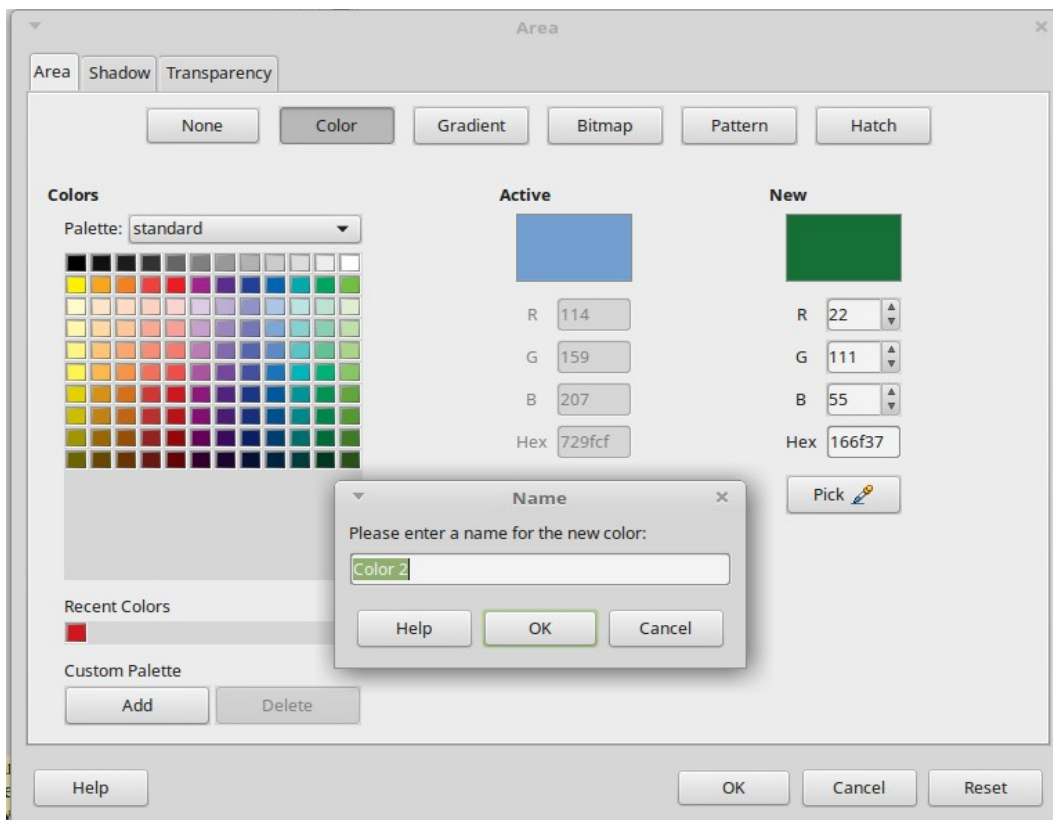 Area
Area Shadow Transparency
None Color Gradient Bitmap Pattern Hatch
Colors Active New
Palette: standard
R 114 R 22
G 159 G 111
B 207 B 55
Hex 729fcf Hex 166f37
Pick
Name
Please enter a name for the new color:
Color 2
Help OK Cancel
Recent Colors
Custom Palette
Add Delete
Help OK Cancel Reset